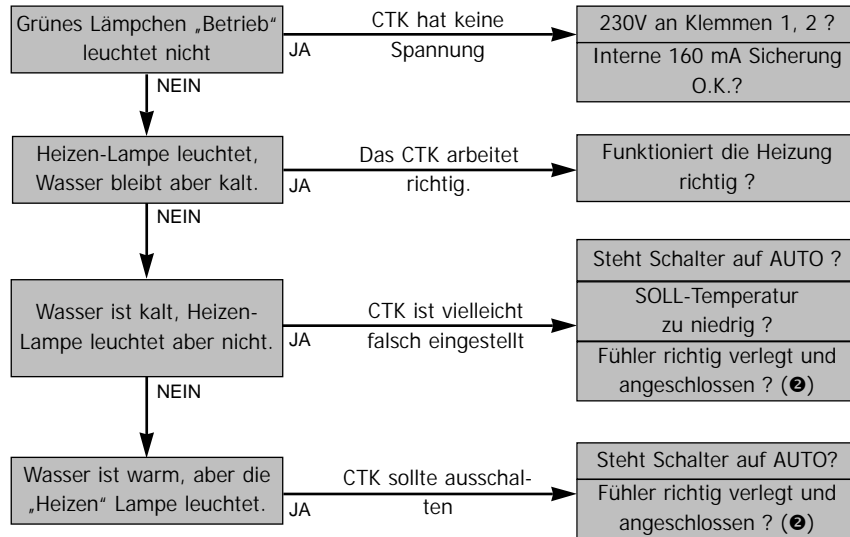 Grünes Lämpchen „Betrieb“
leuchtet nicht
JA
CTK hat keine
Spannung
230V an Klemmen 1, 2 ?
Interne 160 mA Sicherung
O.K.?
NEIN
Heizen-Lampe leuchtet,
Wasser bleibt aber kalt.
JA
Das CTK arbeitet
richtig.
Funktioniert die Heizung
richtig ?
NEIN
Wasser ist kalt, Heizen-
Lampe leuchtet aber nicht.
JA
CTK ist vielleicht
falsch eingestellt
Steht Schalter auf AUTO ?
SOLL-Temperatur
zu niedrig ?
Fühler richtig verlegt und
angeschlossen ? (❷)
NEIN
Wasser ist warm, aber die
„Heizen“ Lampe leuchtet.
JA
CTK sollte ausschal-
ten
Steht Schalter auf AUTO?
Fühler richtig verlegt und
angeschlossen ? (❷)